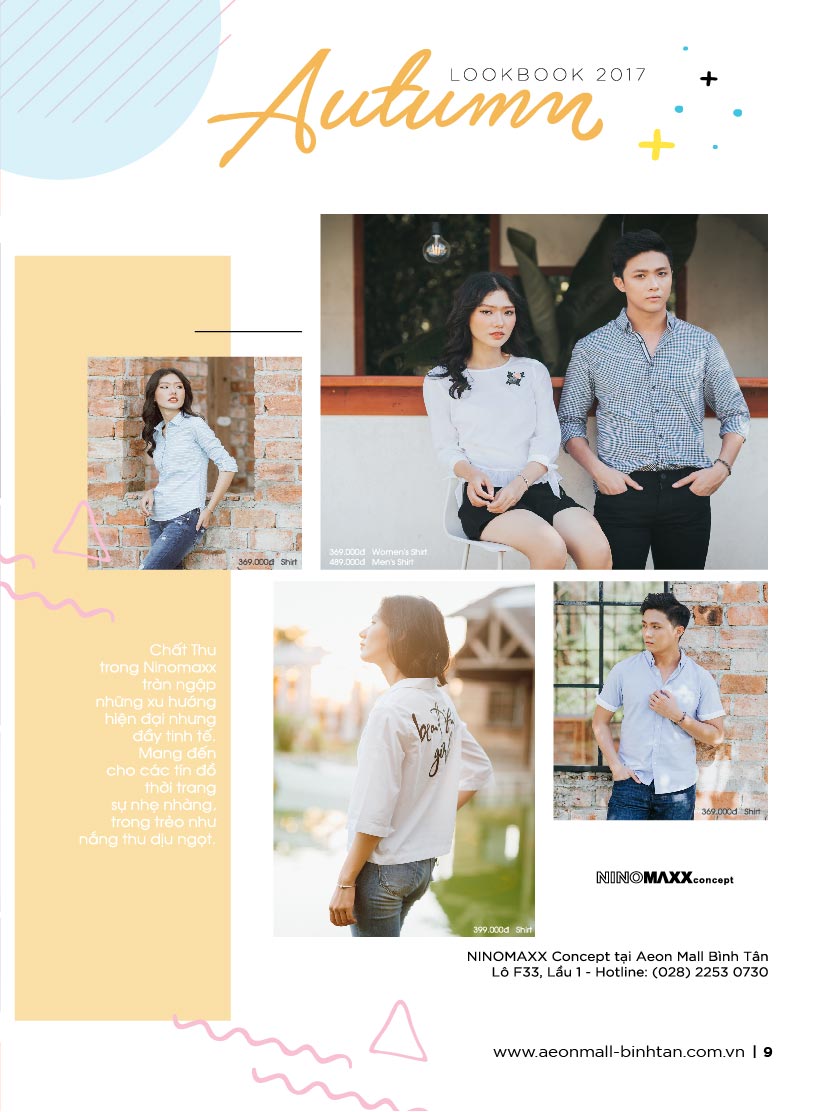 LOOKBOOK 2017
Autumn
369.000đ Shirt
369.000đ Women's Shirt
489.000đ Men's Shirt
Chất Thu
trong Ninomaxx
tràn ngập
những xu hướng
hiện đại nhưng
đầy tinh tế.
Mang đến
cho các tín đồ
thời trang
sự nhẹ nhàng,
trong trẻo như
nắng thu dịu ngọt.
369.000đ Shirt
399.000đ Shirt
NINOMAXX concept
NINOMAXX Concept tại Aeon Mall Bình Tân
Lô F33, Lầu 1 - Hotline: (028) 2253 0730
www.aeonmall-binhtan.com.vn | 9